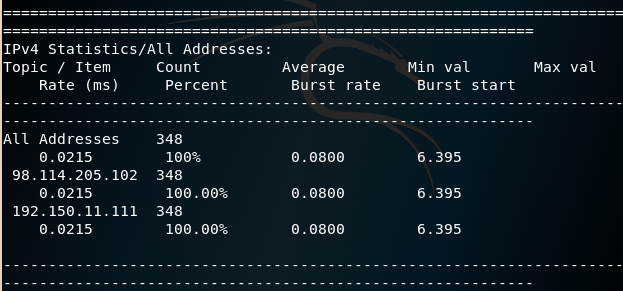 =====================================================================
===========================================================
IPv4 Statistics/All Addresses:
Topic / Item     Count         Average       Min val       Max val
    Rate (ms)     Percent       Burst rate    Burst start
---------------------------------------------------------------------
-----------------------------------------------------------
All Addresses    348
    0.0215        100%          0.0800        6.395
 98.114.205.102  348
    0.0215        100.00%       0.0800        6.395
 192.150.11.111  348
    0.0215        100.00%       0.0800        6.395
---------------------------------------------------------------------
-----------------------------------------------------------